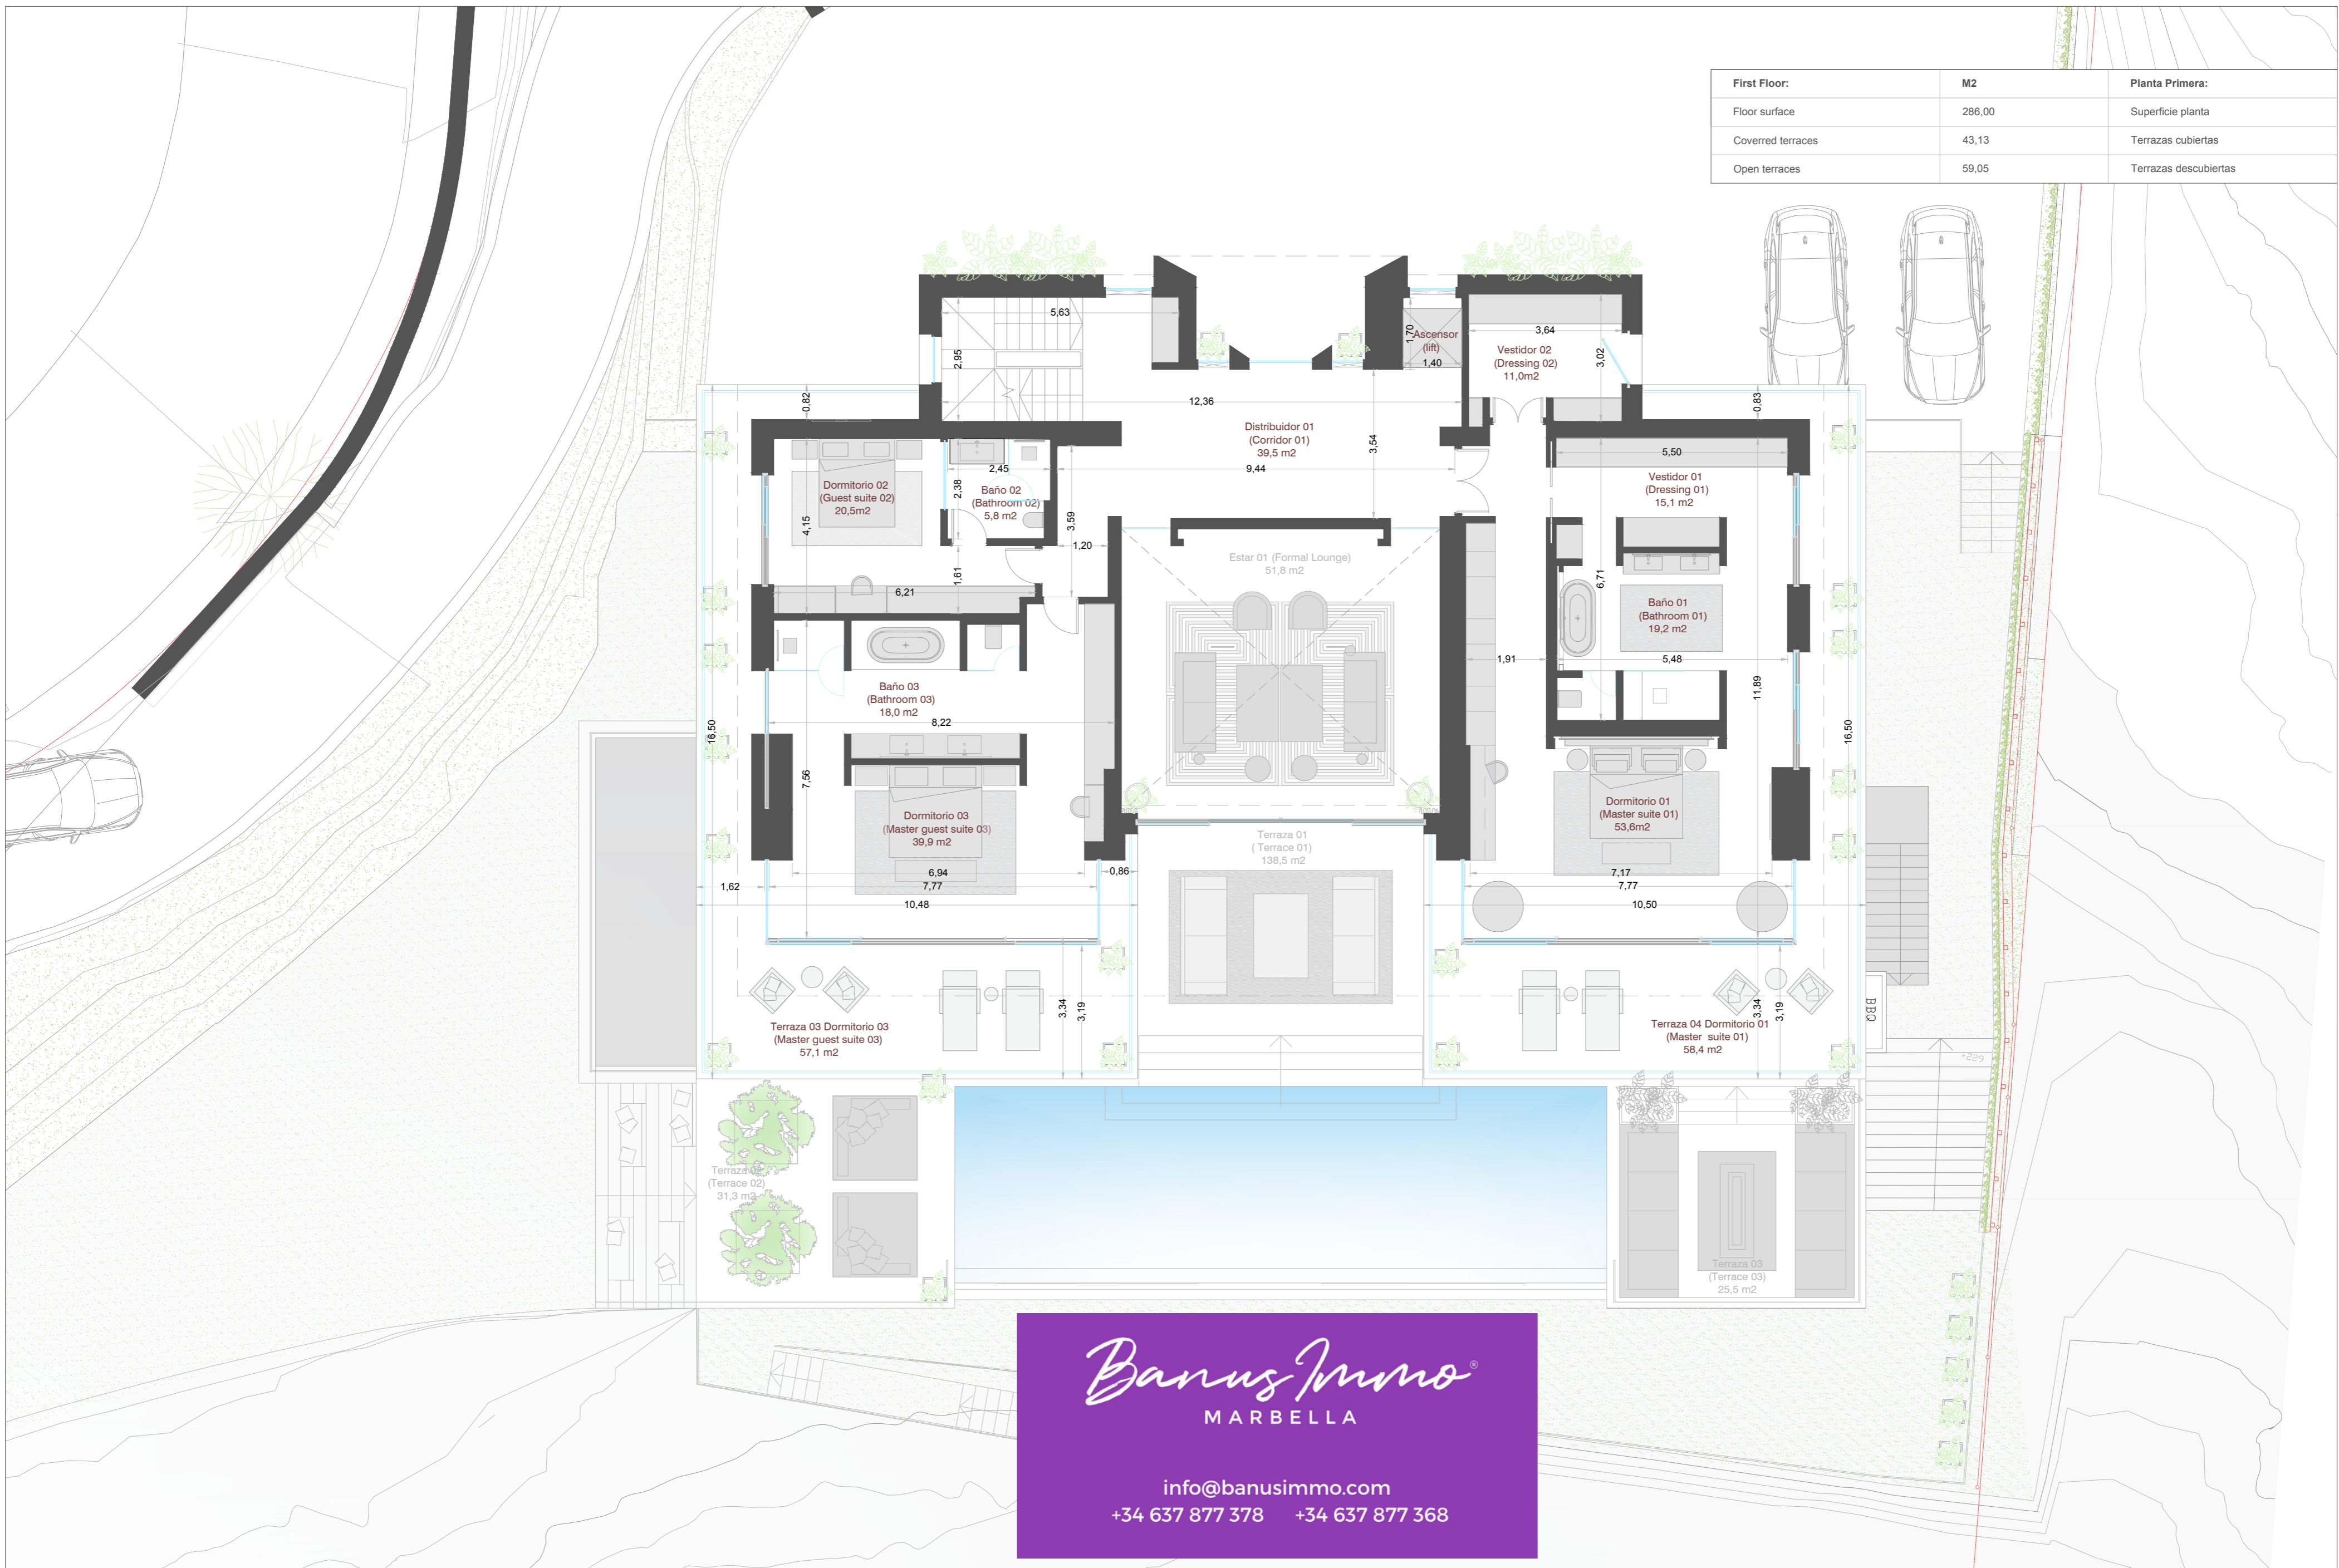 First Floor: M2 Planta Primera:
Floor surface 286,00 Superficie planta
Coverred terraces 43,13 Terrazas cubiertas
Open terraces 59,05 Terrazas descubiertas
5,63
2,95
1,70
Ascensor
(lift)
1,40
3,64
Vestidor 02
(Dressing 02)
11,0m2
3,02
0,82
12,36
0,83
Distribuidor 01
(Corridor 01)
39,5 m2
3,54
9,44
Dormitorio 02
(Guest suite 02)
20,5m2
4,15
2,45
2,38
Baño 02
(Bathroom 02)
5,8 m2
3,59
1,20
1,61
6,21
5,50
Vestidor 01
(Dressing 01)
15,1 m2
Estar 01 (Formal Lounge)
51,8 m2
6,71
Baño 01
(Bathroom 01)
19,2 m2
1,91
5,48
11,89
Baño 03
(Bathroom 03)
18,0 m2
8,22
16,50
16,50
7,56
Dormitorio 03
(Master guest suite 03)
39,9 m2
Dormitorio 01
(Master suite 01)
53,6m2
Terraza 01
( Terrace 01)
138,5 m2
6,94
0,86
1,62
7,77
10,48
7,17
7,77
10,50
3,34
3,19
3,34
3,19
Terraza 03 Dormitorio 03
(Master guest suite 03)
57,1 m2
Terraza 04 Dormitorio 01
(Master suite 01)
58,4 m2
BBQ
+229
Terraza
(Terrace 02)
31,3 m2
Terraza 03
(Terrace 03)
25,5 m2
Banus Immo®
MARBELLA
info@banusimmo.com
+34 637 877 378 +34 637 877 368